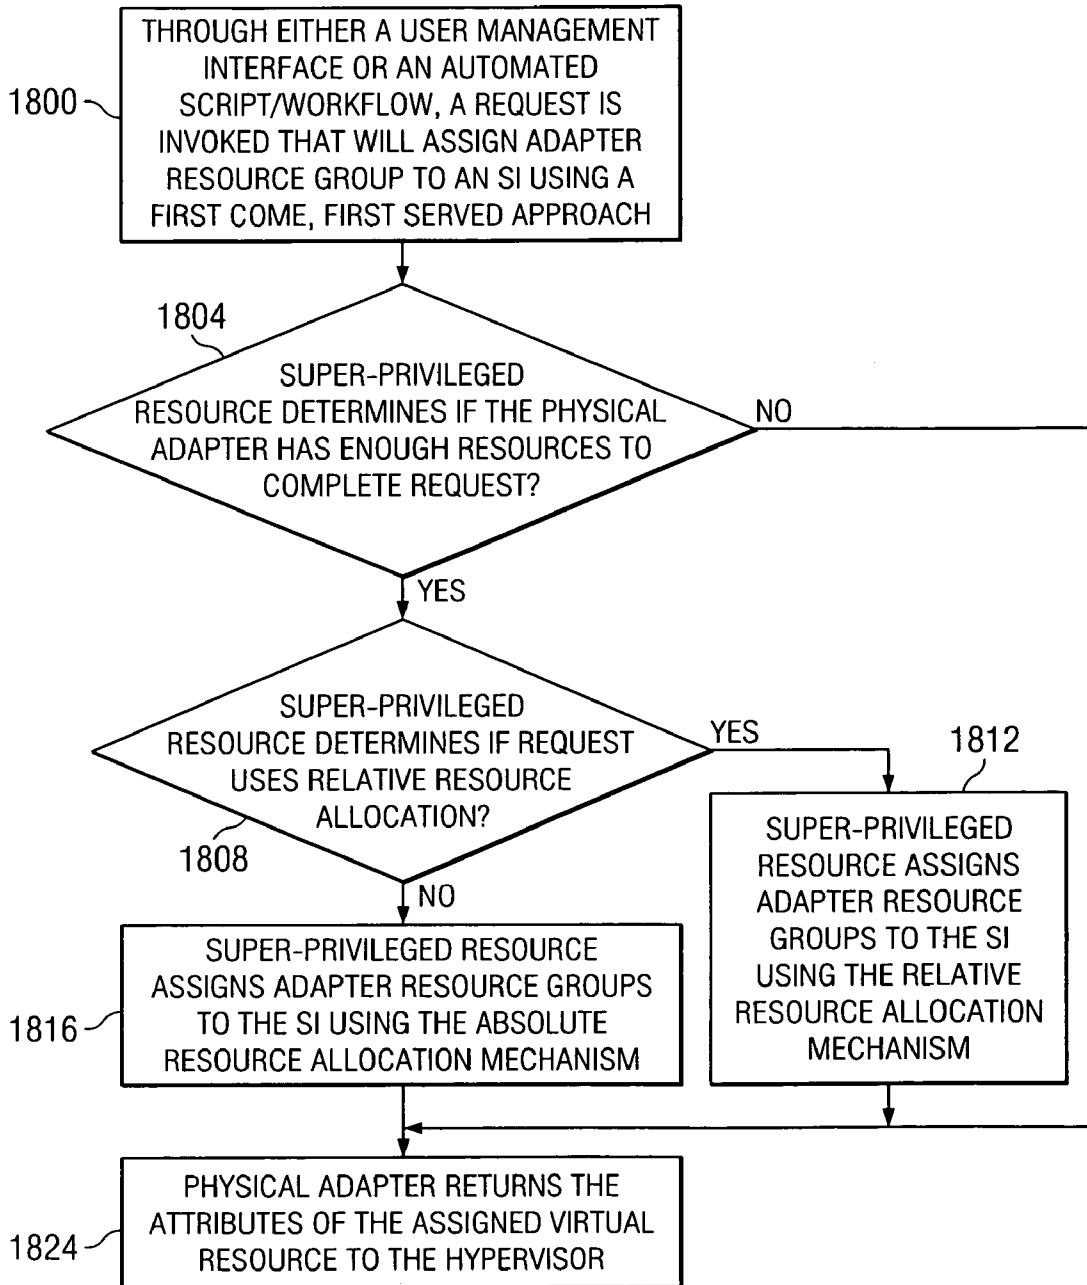 THROUGH EITHER A USER MANAGEMENT
INTERFACE OR AN AUTOMATED
SCRIPT/WORKFLOW, A REQUEST IS
INVOKED THAT WILL ASSIGN ADAPTER
RESOURCE GROUP TO AN SI USING A
FIRST COME, FIRST SERVED APPROACH
1800
1804
SUPER-PRIVILEGED
RESOURCE DETERMINES IF THE PHYSICAL
ADAPTER HAS ENOUGH RESOURCES TO
COMPLETE REQUEST?
NO
YES
SUPER-PRIVILEGED
RESOURCE DETERMINES IF REQUEST
USES RELATIVE RESOURCE
ALLOCATION?
1808
YES
NO
1812
SUPER-PRIVILEGED
RESOURCE ASSIGNS
ADAPTER RESOURCE
GROUPS TO THE SI
USING THE RELATIVE
RESOURCE ALLOCATION
MECHANISM
SUPER-PRIVILEGED RESOURCE
ASSIGNS ADAPTER RESOURCE GROUPS
TO THE SI USING THE ABSOLUTE
RESOURCE ALLOCATION MECHANISM
1816
PHYSICAL ADAPTER RETURNS THE
ATTRIBUTES OF THE ASSIGNED VIRTUAL
RESOURCE TO THE HYPERVISOR
1824